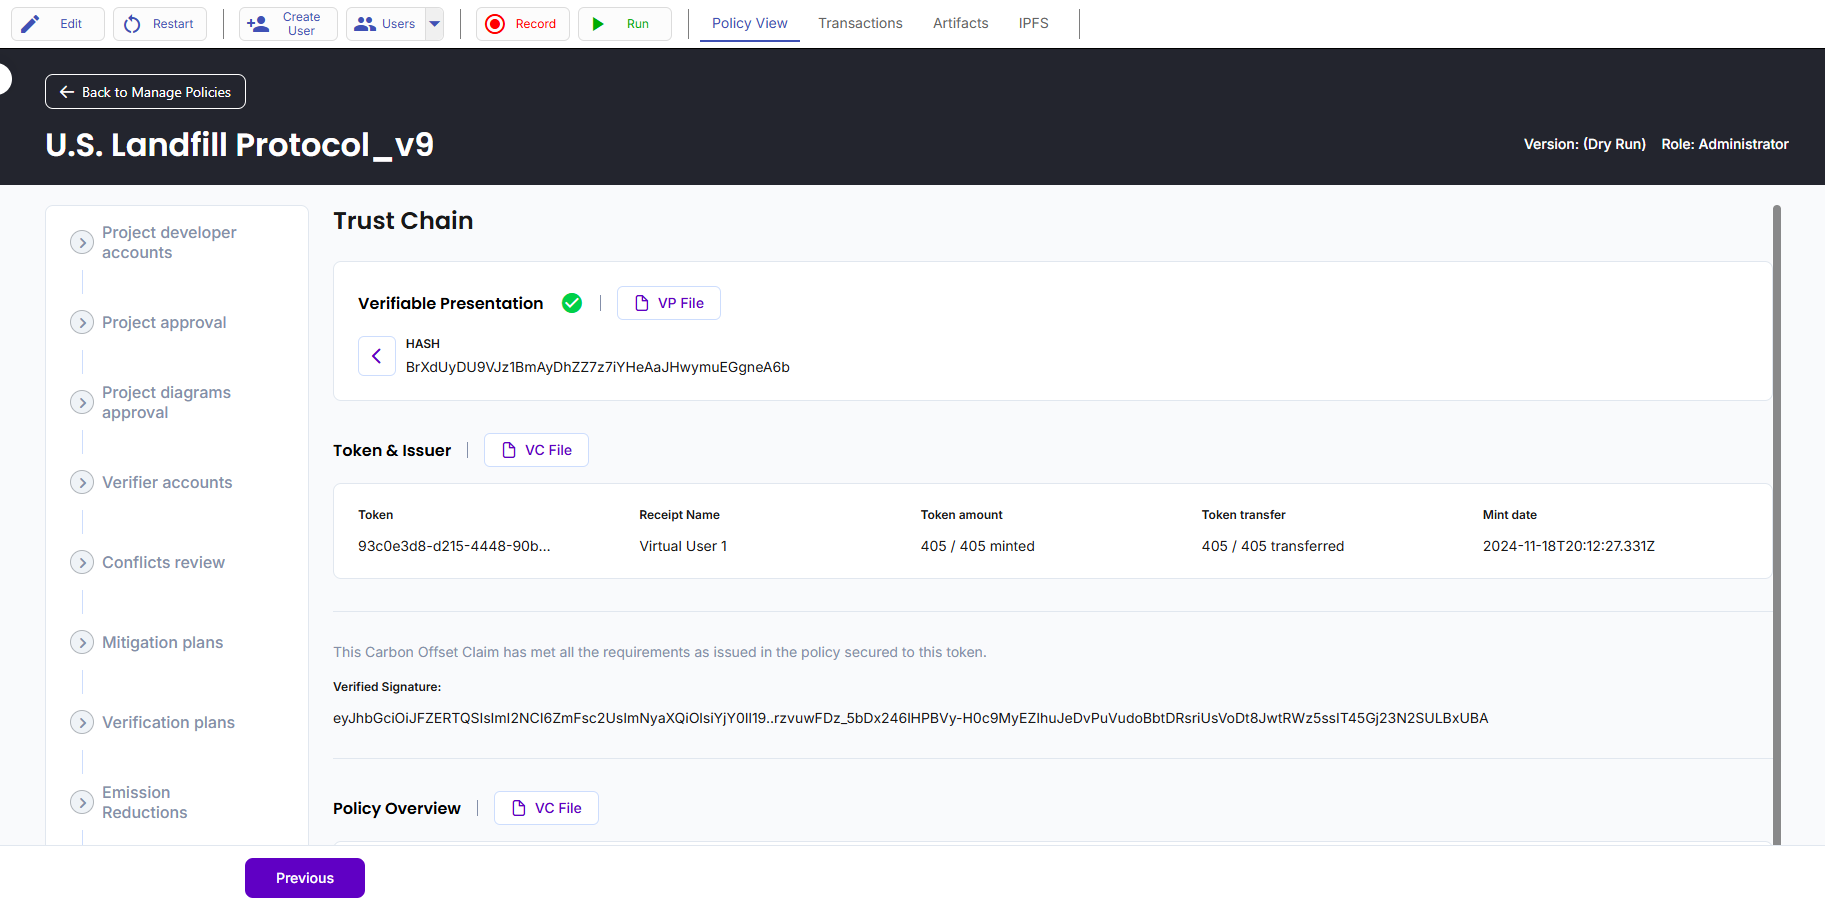 Edit
Restart
Create
User
Users
Record
Run
Policy View
Transactions
Artifacts
IPFS
Back to Manage Policies
U.S. Landfill Protocol_v9
Version: (Dry Run)
Role: Administrator
Project developer
accounts
Project approval
Project diagrams
approval
Verifier accounts
Conflicts review
Mitigation plans
Verification plans
Emission
Reductions
Trust Chain
Verifiable Presentation
VP File
HASH
BrXdUyDU9VJz1BmAyDhZZ7z7iYHeAaJHwymuEGgneA6b
Token & Issuer
VC File
Token
Receipt Name
Token amount
Token transfer
Mint date
93c0e3d8-d215-4448-90b...
Virtual User 1
405 / 405 minted
405 / 405 transferred
2024-11-18T20:12:27.331Z
This Carbon Offset Claim has met all the requirements as issued in the policy secured to this token.
Verified Signature:
eyJhbGciOiJFZERTQSIsImI2NCI6ZmFsc2UsImNyaXQiOlsiYjY0Il19..rzvuwFDz_5bDx246IHPBVy-H0c9MyEZIhuJeDvPuVudoBbtDRsriUsVoDt8JwtRWz5ssIT45Gj23N2SULBxUBA
Policy Overview
VC File
Previous